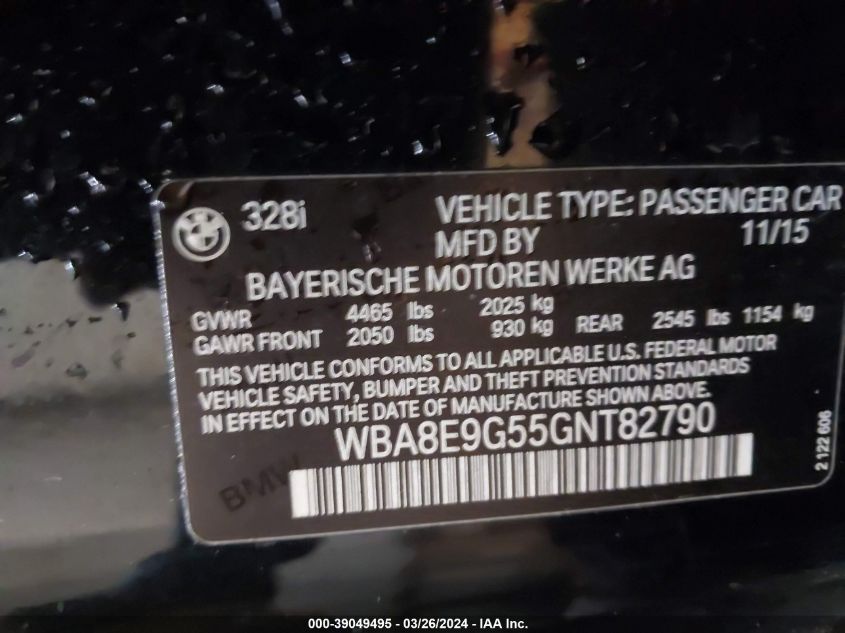 328i VEHICLE TYPE: PASSENGER CAR
MFD BY 11/15
BAYERISCHE MOTOREN WERKE AG
GVWR 4465 lbs 2025 kg
GAWR FRONT 2050 lbs 930 kg REAR 2545 lbs 1154 kg
THIS VEHICLE CONFORMS TO ALL APPLICABLE U.S. FEDERAL MOTOR
VEHICLE SAFETY, BUMPER AND THEFT PREVENTION STANDARDS
IN EFFECT ON THE DATE OF MANUFACTURE SHOWN ABOVE.
WBA8E9G55GNT82790
BMW
2 122 606
000-39049495 - 03/26/2024 - IAA Inc.